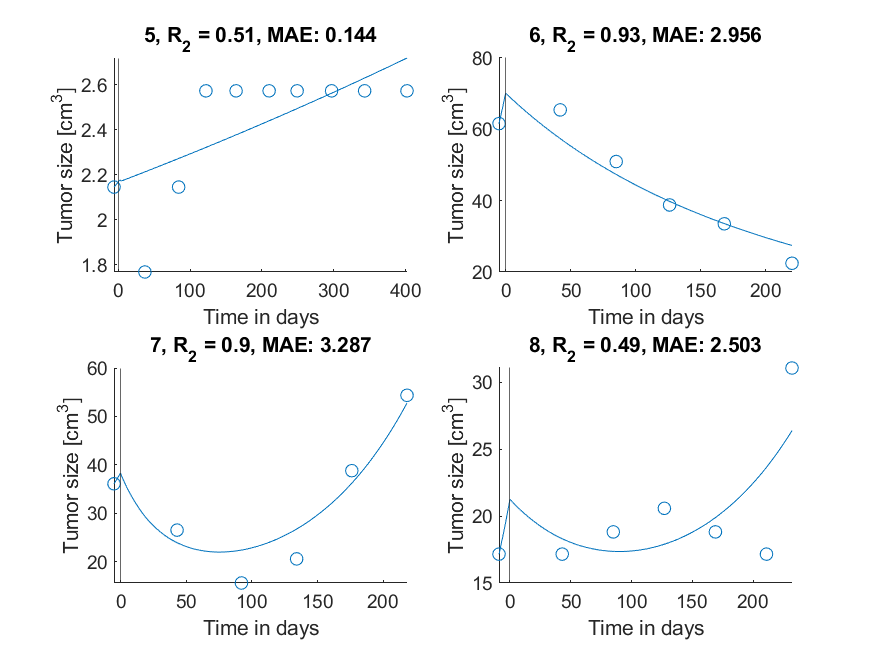 5, R2 = 0.51, MAE: 0.144
Tumor size [cm3]
2.6
2.4
2.2
2
1.8
0 100 200 300 400
Time in days
6, R2 = 0.93, MAE: 2.956
Tumor size [cm3]
80
60
40
20
0 50 100 150 200
Time in days
7, R2 = 0.9, MAE: 3.287
Tumor size [cm3]
60
50
40
30
20
0 50 100 150 200
Time in days
8, R2 = 0.49, MAE: 2.503
Tumor size [cm3]
30
25
20
15
0 50 100 150 200
Time in days